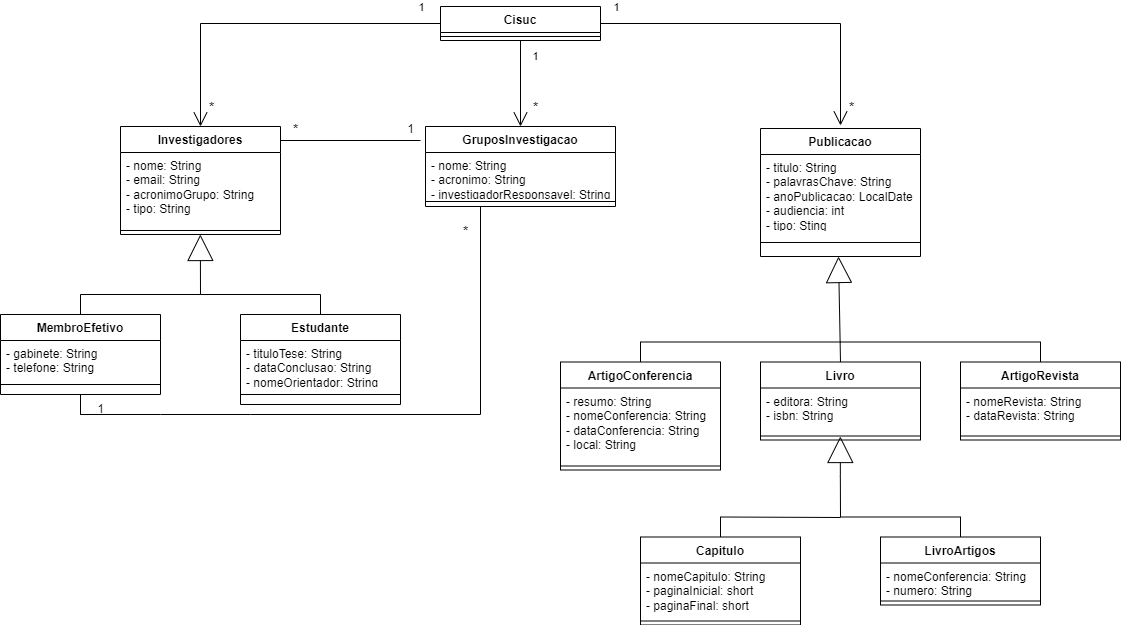 1
Cisuc
1
1
*
*
*
Investigadores
- nome: String
- email: String
- acronimoGrupo: String
- tipo: String
*
1
GruposInvestigacao
- nome: String
- acronimo: String
- investigadorResponsavel: String
Publicacao
- titulo: String
- palavrasChave: String
- anoPublicacao: LocalDate
- audiencia: int
- tipo: Sting
*
MembroEfetivo
- gabinete: String
- telefone: String
1
Estudante
- tituloTese: String
- dataConclusao: String
- nomeOrientador: String
ArtigoConferencia
- resumo: String
- nomeConferencia: String
- dataConferencia: String
- local: String
Livro
- editora: String
- isbn: String
ArtigoRevista
- nomeRevista: String
- dataRevista: String
Capitulo
- nomeCapitulo: String
- paginaInicial: short
- paginaFinal: short
LivroArtigos
- nomeConferencia: String
- numero: String